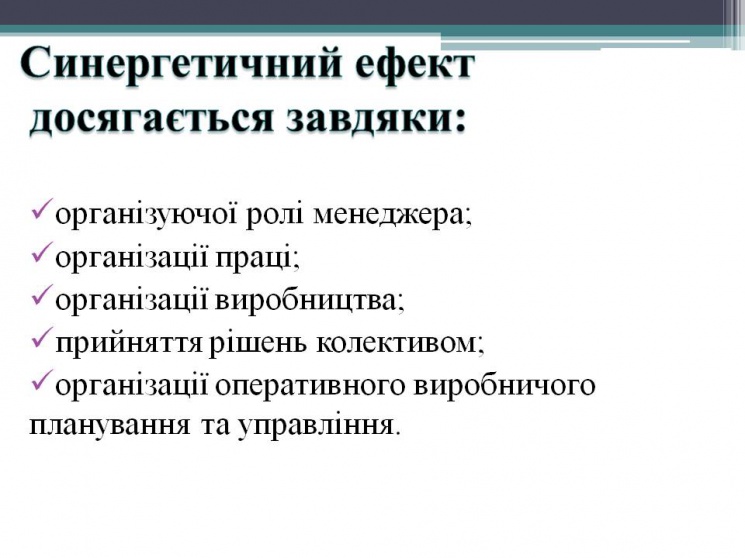 Синергетичний ефект
досягається завдяки:
✓організуючої ролі менеджера;
✓організації праці;
✓організації виробництва;
✓прийняття рішень колективом;
✓організації оперативного виробничого
планування та управління.